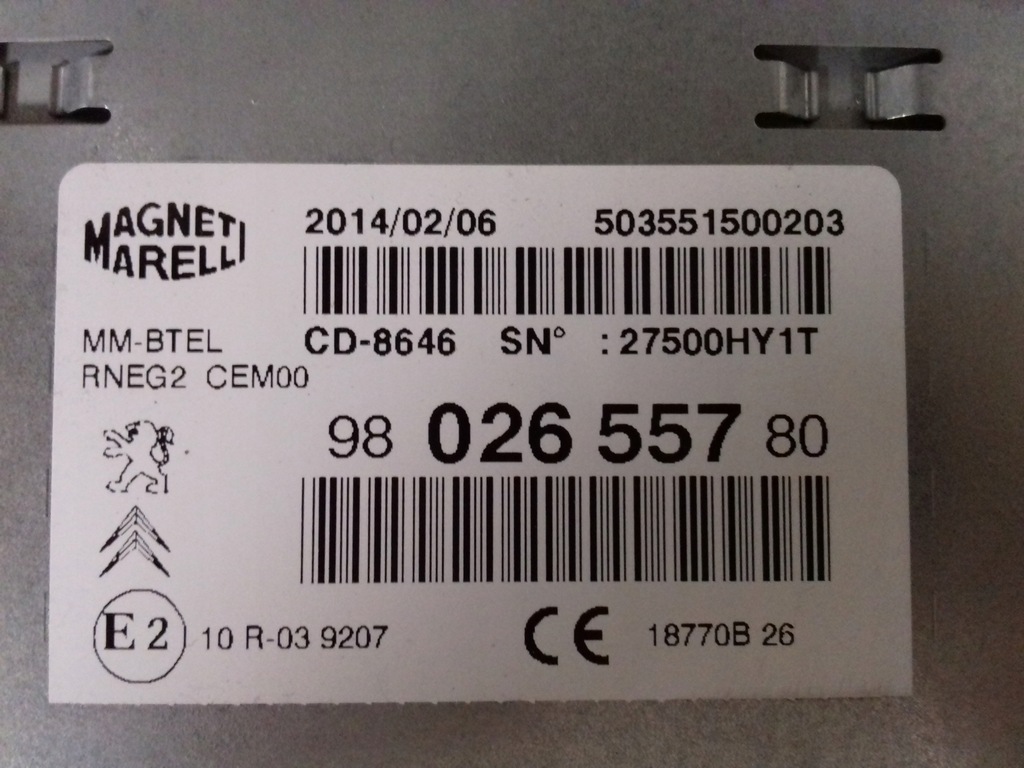 MAGNETI
MARELLI
2014/02/06 503551500203
MM-BTEL CD-8646 SN° : 27500HY1T
RNEG2 CEM00
98 026 557 80
E2 10 R-03 9207 CE 18770B 26